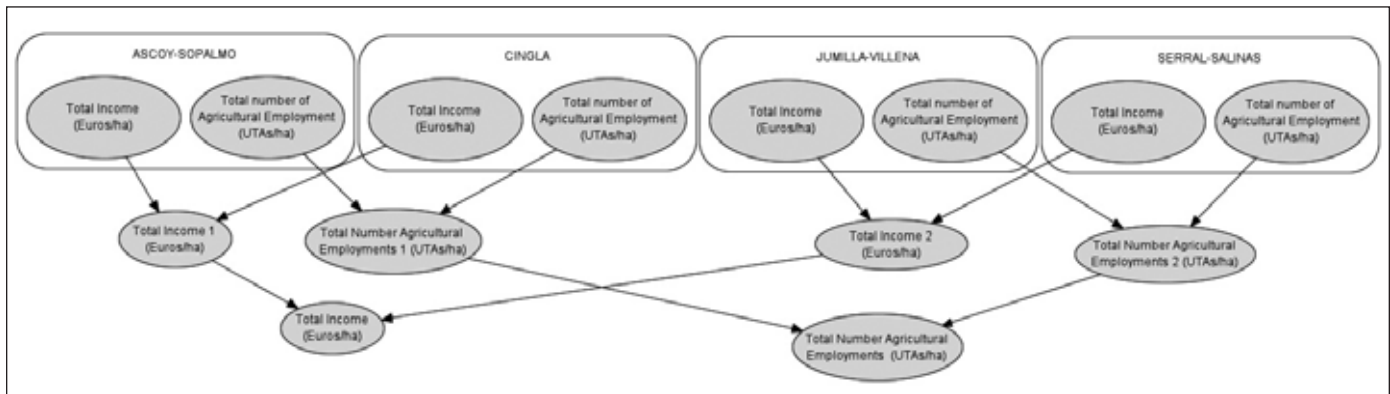 ASCOY-SOPALMO
Total Income
(Euros/ha)
Total number of
Agricultural Employment
(UTAs/ha)
CINGLA
Total Income
(Euros/ha)
Total number of
Agricultural Employment
(UTAs/ha)
JUMILLA-VILLENA
Total Income
(Euros/ha)
Total number of
Agricultural Employment
(UTAs/ha)
SERRAL-SALINAS
Total Income
(Euros/ha)
Total number of
Agricultural Employment
(UTAs/ha)
Total Income 1
(Euros/ha)
Total Number Agricultural
Employments 1 (UTAs/ha)
Total Income 2
(Euros/ha)
Total Number Agricultural
Employments 2 (UTAs/ha)
Total Income
(Euros/ha)
Total Number Agricultural
Employments (UTAs/ha)